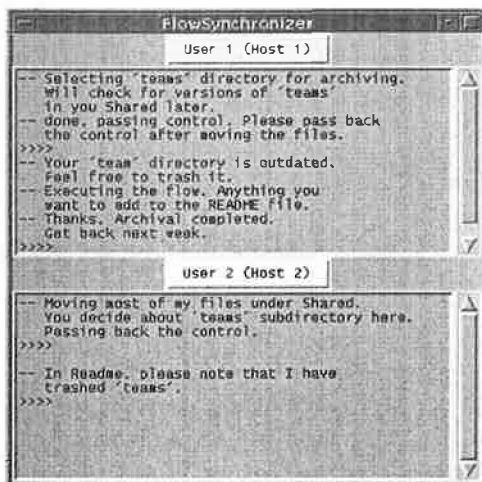 FlowSynchronizer
User 1 (Host 1)
-- Selecting 'teams' directory for archiving.
Will check for versions of 'teams'
in you Shared later.
-- done, passing control. Please pass back
the control after moving the files.
>>>>
-- Your 'team' directory is outdated.
Feel free to trash it.
-- Executing the flow. Anything you
want to add to the README file.
-- Thanks. Archival completed.
Get back next week.
>>>>
User 2 (Host 2)
-- Moving most of my files under Shared.
You decide about 'teams' subdirectory here.
Passing back the control.
>>>>
-- In Readme, please note that I have
trashed 'teams'.
>>>>